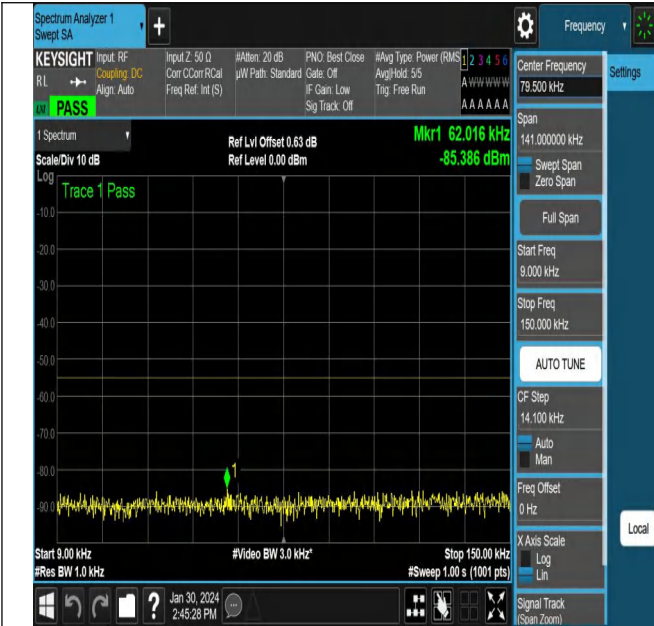 Spectrum Analyzer 1
Swept SA
+
Frequency
KEYSIGHT
Input: RF
Coupling: DC
Align: Auto
Input Z: 50 Ω
Corr CCorr RCal
Freq Ref: Int (S)
#Atten: 20 dB
µW Path: Standard
PNO: Best Close
Gate: Off
IF Gain: Low
Sig Track: Off
#Avg Type: Power (RMS
Avg|Hold: 5/5
Trig: Free Run
1 2 3 4 5 6
A W W W W W
A A A A A A
RL
PASS
1 Spectrum
Scale/Div 10 dB
Ref Lvl Offset 0.63 dB
Ref Level 0.00 dBm
Mkr1 62.016 kHz
-85.386 dBm
Log
Trace 1 Pass
-10.0
-20.0
-30.0
-40.0
-50.0
-60.0
-70.0
-80.0
-90.0
1
Start 9.00 kHz
#Res BW 1.0 kHz
#Video BW 3.0 kHz*
Stop 150.00 kHz
#Sweep 1.00 s (1001 pts)
Center Frequency
79.500 kHz
Settings
Span
141.000000 kHz
Swept Span
Zero Span
Full Span
Start Freq
9.000 kHz
Stop Freq
150.000 kHz
AUTO TUNE
CF Step
14.100 kHz
Auto
Man
Freq Offset
0 Hz
X Axis Scale
Log
Lin
Local
Signal Track
(Span Zoom)
?
Jan 30, 2024
2:45:28 PM